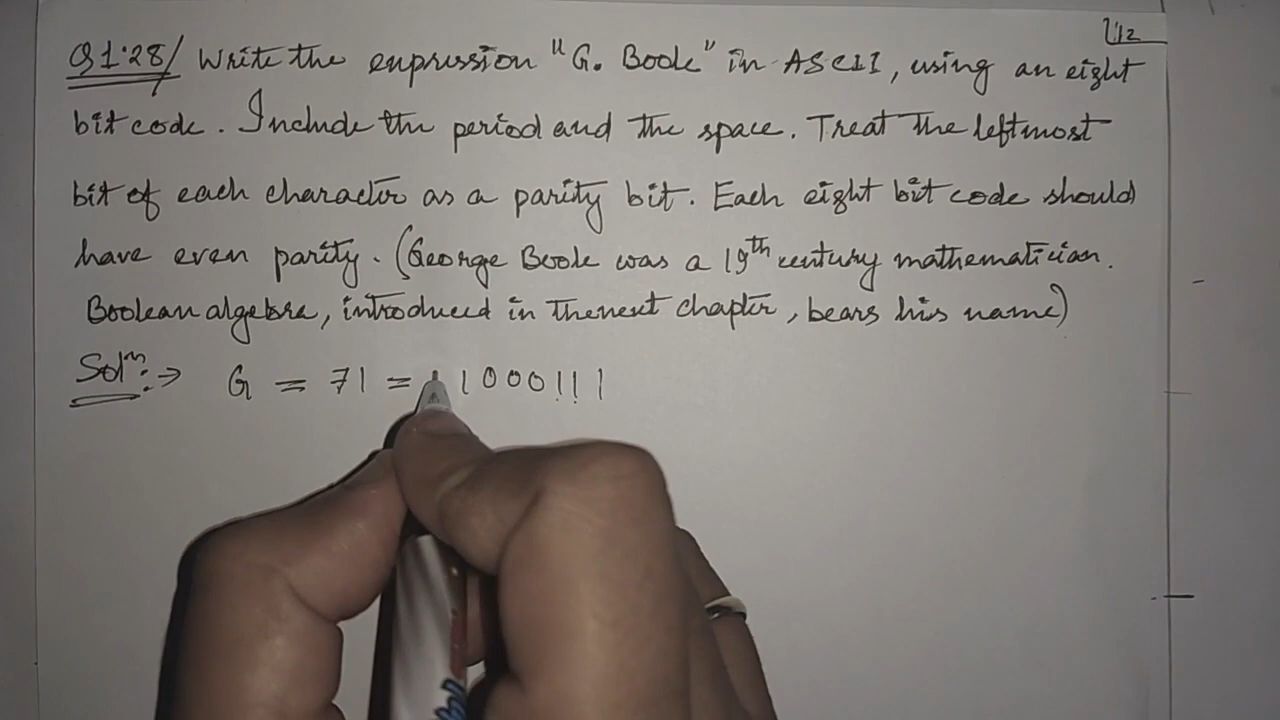 Q1.28/ Write the expression "G. Boole" in ASCII, using an eight
bit code. Include the period and the space. Treat the leftmost
bit of each character as a parity bit. Each eight bit code should
have even parity. (George Boole was a 19th century mathematician.
Boolean algebra, introduced in the next chapter, bears his name)
Soln:-> G = 71 = 1000111